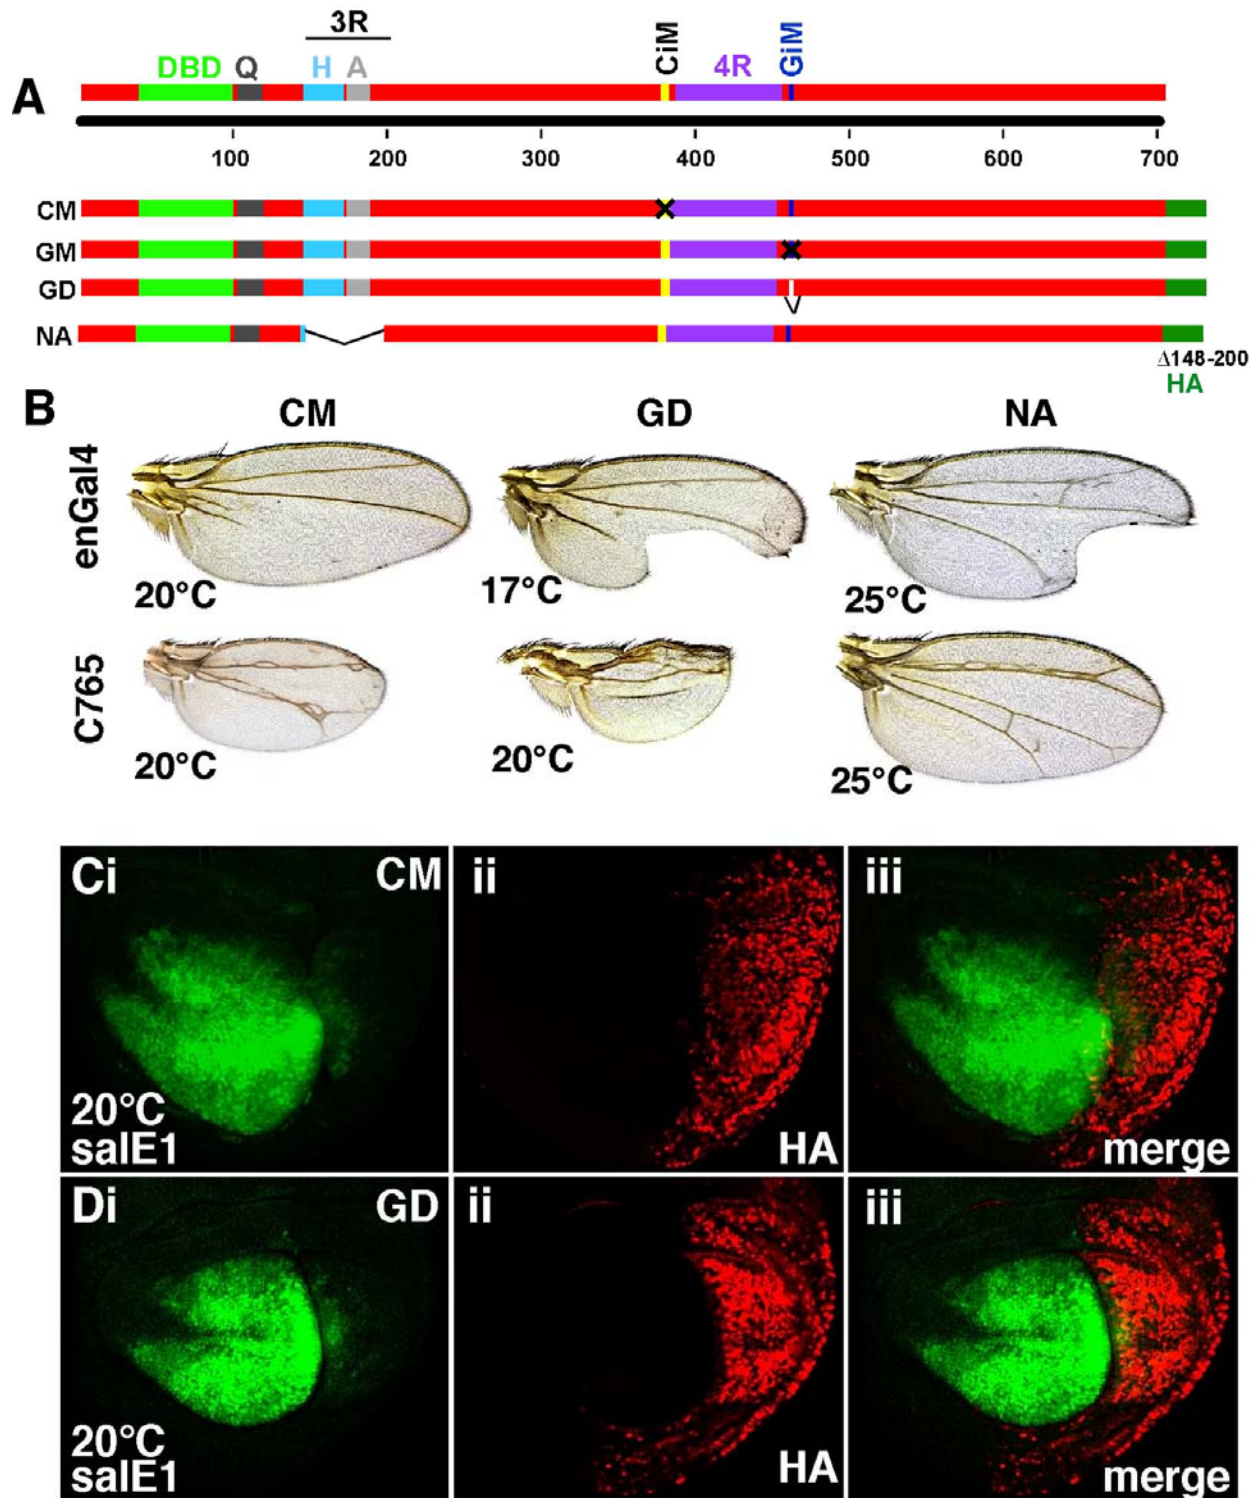 3R
DBD Q H A CiM 4R GiM
A
100 200 300 400 500 600 700
CM
GM
GD
NA
Δ148-200
HA
B
CM GD NA
enGal4
20°C 17°C 25°C
C765
20°C 20°C 25°C
Ci CM ii iii
20°C
salE1 HA merge
Di GD ii iii
20°C
salE1 HA merge